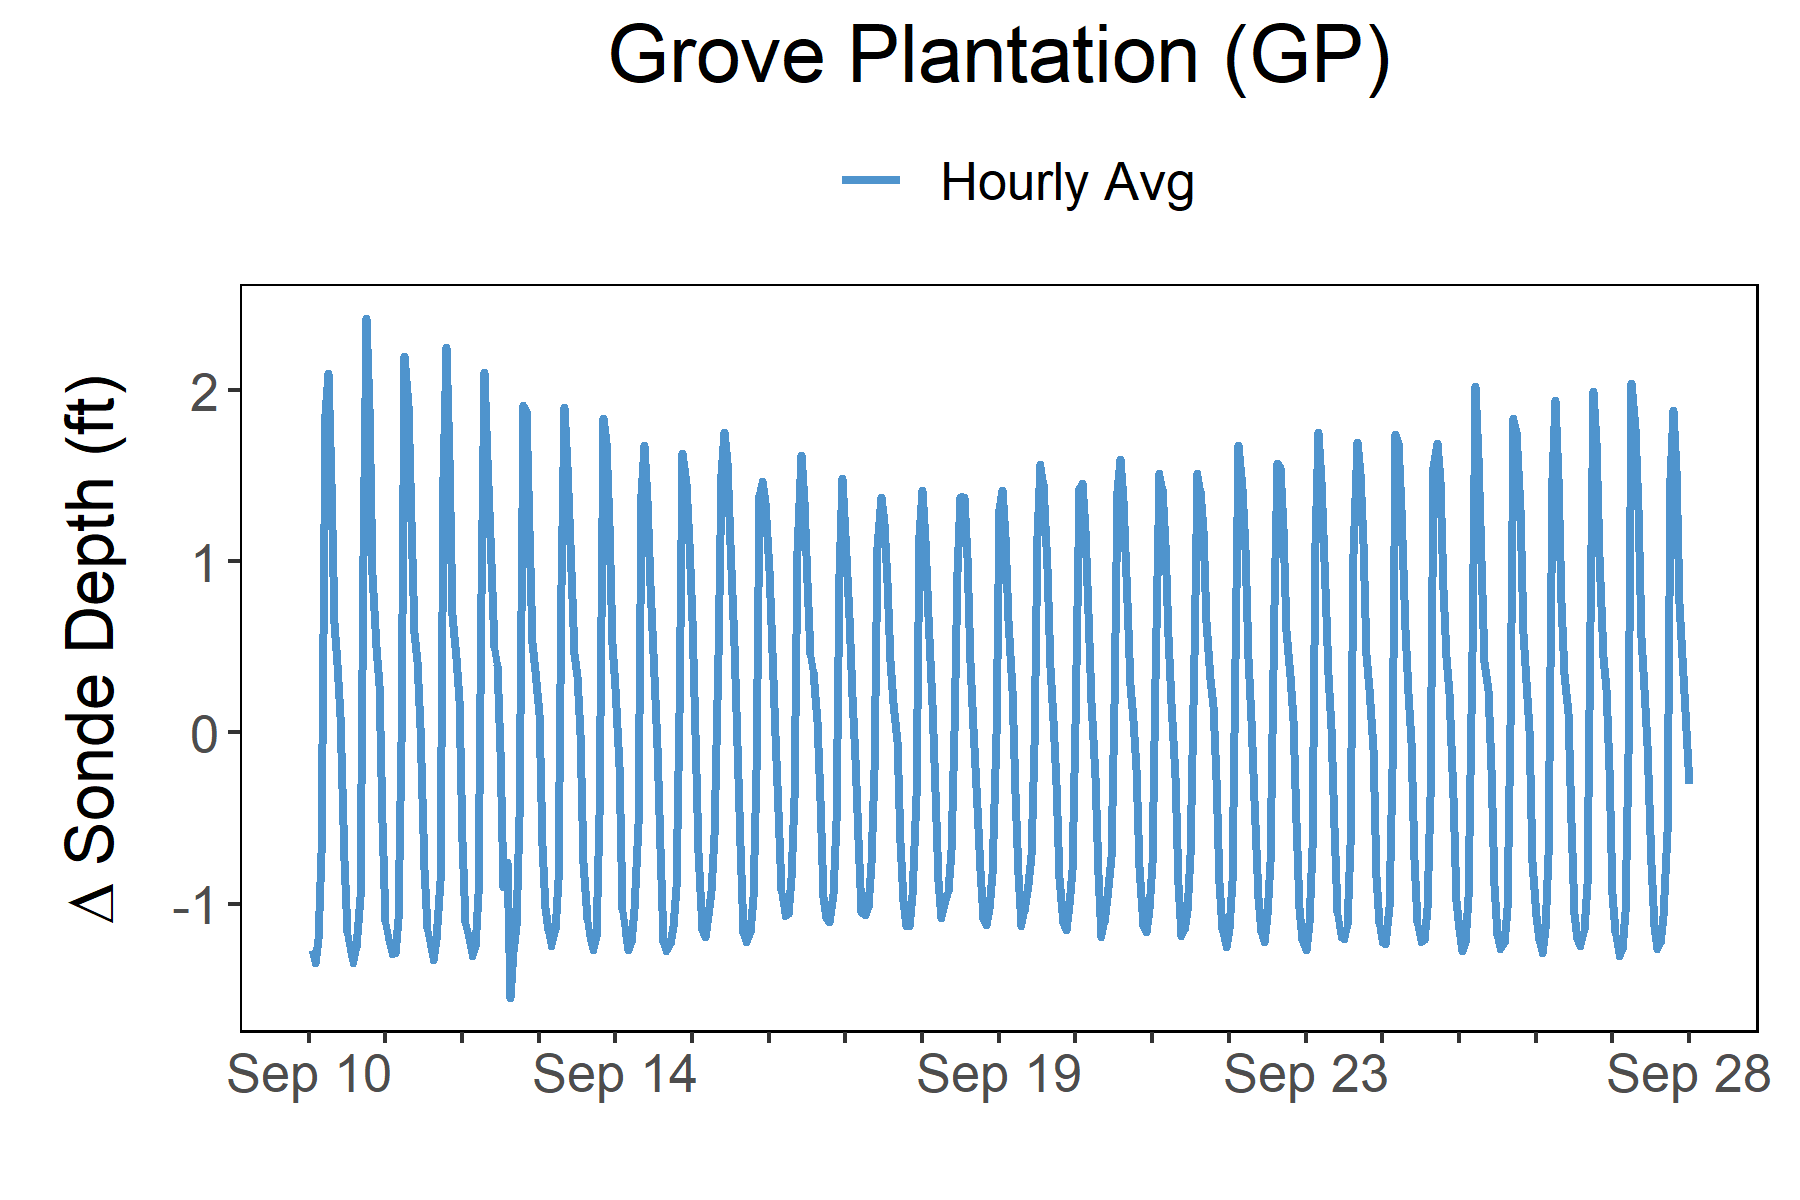 Grove Plantation (GP)
Hourly Avg
Δ Sonde Depth (ft)
2
1
0
-1
Sep 10 Sep 14 Sep 19 Sep 23 Sep 28